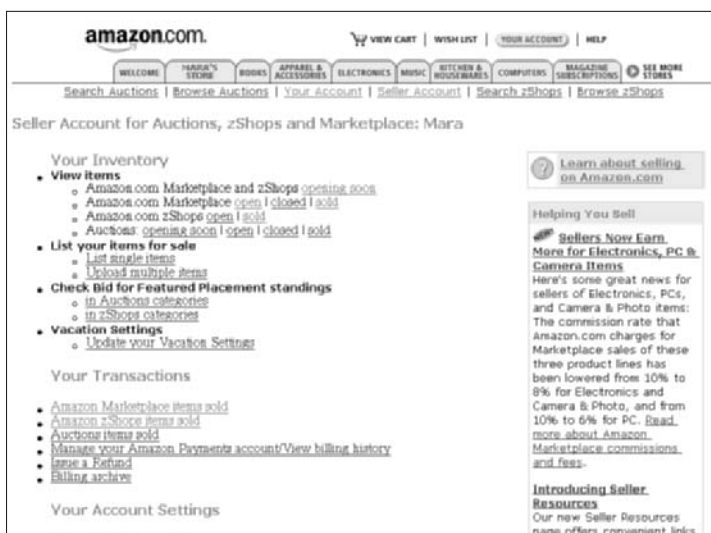 amazon.com.
VIEW CART | WISH LIST | YOUR ACCOUNT | HELP
WELCOME MARA'S STORE BOOKS APPAREL & ACCESSORIES ELECTRONICS MUSIC KITCHEN & HOUSEWARES COMPUTERS MAGAZINE SUBSCRIPTIONS SEE MORE STORES
Search Auctions | Browse Auctions | Your Account | Seller Account | Search zShops | Browse zShops
Seller Account for Auctions, zShops and Marketplace: Mara
Your Inventory
View items
Amazon.com Marketplace and zShops opening soon
Amazon.com Marketplace open | closed | sold
Amazon.com zShops open | sold
Auctions: opening soon | open | closed | sold
List your items for sale
List single items
Upload multiple items
Check Bid for Featured Placement standings
in Auctions categories
in zShops categories
Vacation Settings
Update your Vacation Settings
Your Transactions
Amazon Marketplace items sold
Amazon zShops items sold
Auctions items sold
Manage your Amazon Payments account/View billing history
Issue a Refund
Billing archive
Your Account Settings
Learn about selling
on Amazon.com
Helping You Sell
Sellers Now Earn
More for Electronics, PC &
Camera Items
Here's some great news for
sellers of Electronics, PCs,
and Camera & Photo items:
The commission rate that
Amazon.com charges for
Marketplace sales of these
three product lines has
been lowered from 10% to
8% for Electronics and
Camera & Photo, and from
10% to 6% for PC. Read
more about Amazon
Marketplace commissions
and fees.
Introducing Seller
Resources
Our new Seller Resources
page offers convenient links